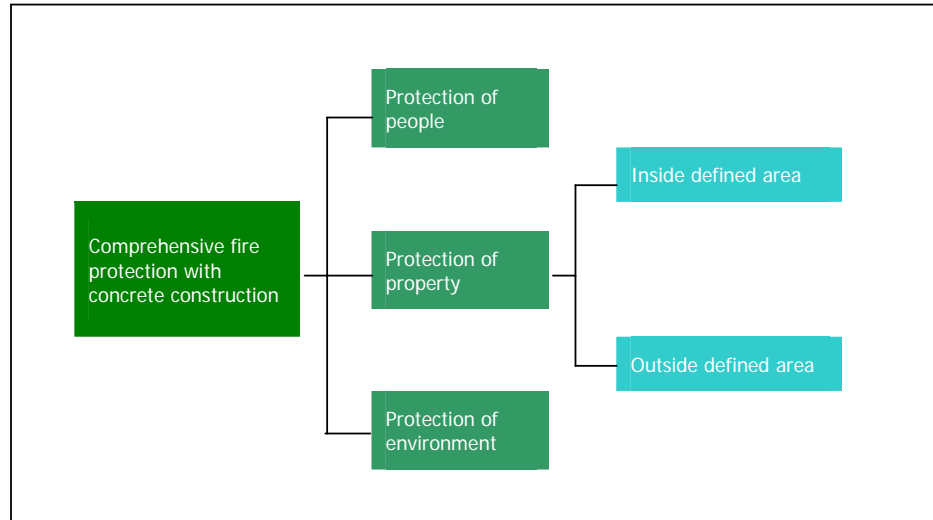 Comprehensive fire
protection with
concrete construction
Protection of
people
Protection of
property
Protection of
environment
Inside defined area
Outside defined area